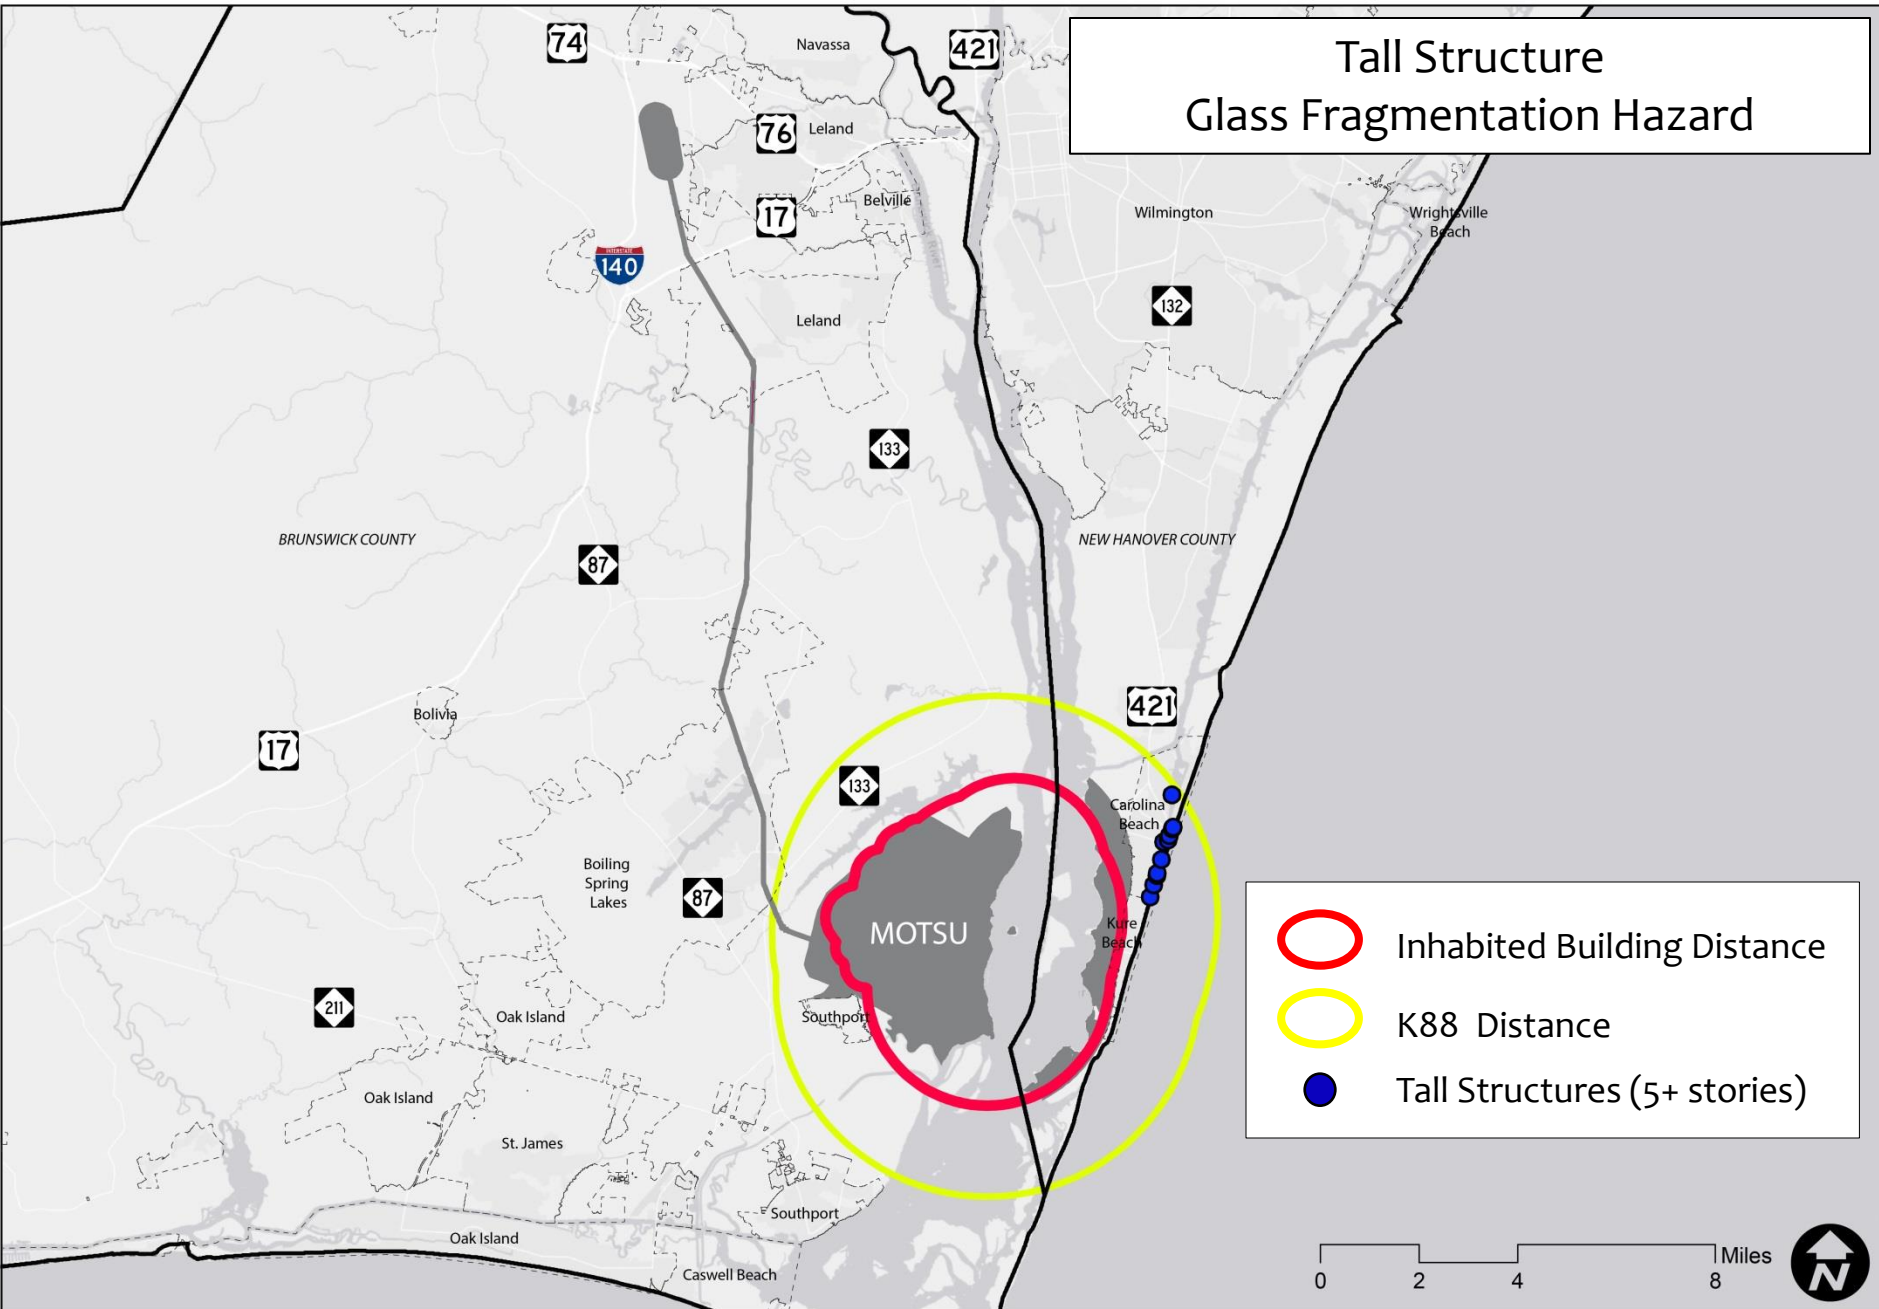 Tall Structure
Glass Fragmentation Hazard
74
Navassa
421
76
Leland
17
Belville
Wilmington
Wrightsville
Beach
River
INTERSTATE
140
132
Leland
133
BRUNSWICK COUNTY
NEW HANOVER COUNTY
87
Bolivia
421
17
133
Carolina
Beach
Boiling
Spring
Lakes
87
MOTSU
Kure
Beach
Inhabited Building Distance
K88 Distance
Tall Structures (5+ stories)
211
Oak Island
Southport
Oak Island
St. James
Southport
Oak Island
Caswell Beach
Miles
0
2
4
8
N